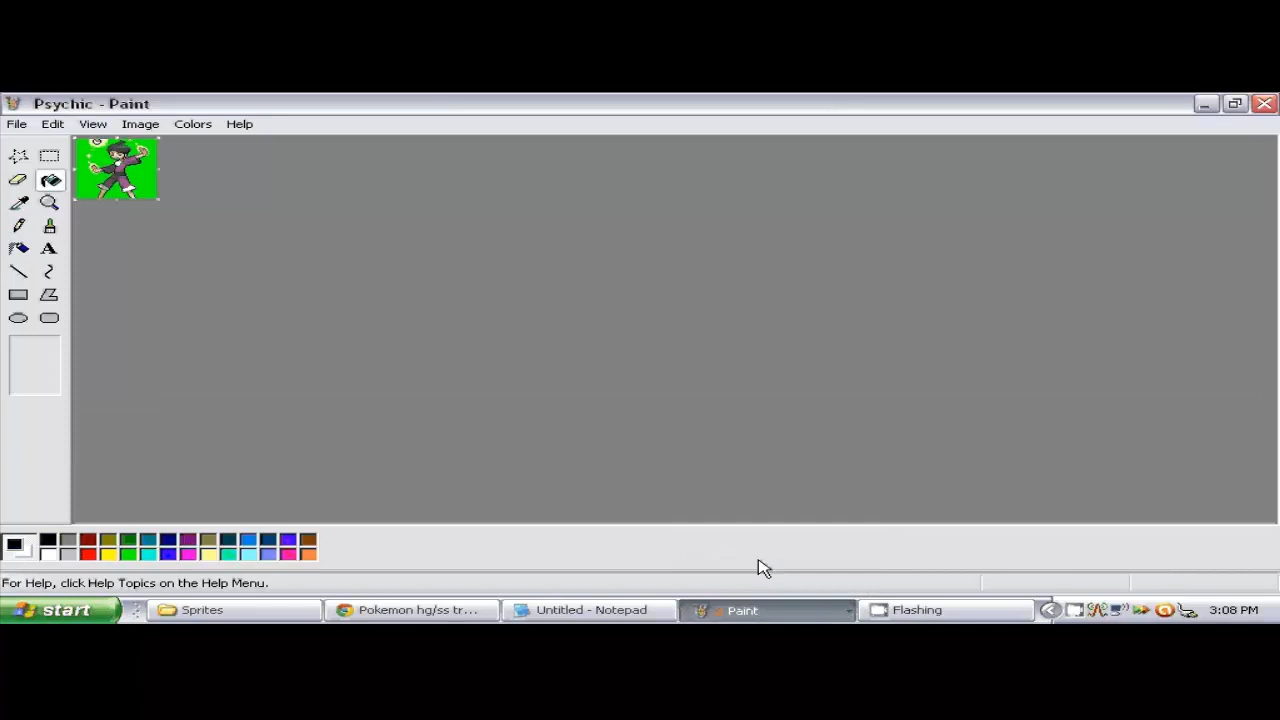 Psychic - Paint
File Edit View Image Colors Help
A
For Help, click Help Topics on the Help Menu.
start Sprites Pokemon hg/ss tr... Untitled - Notepad Paint Flashing 3:08 PM